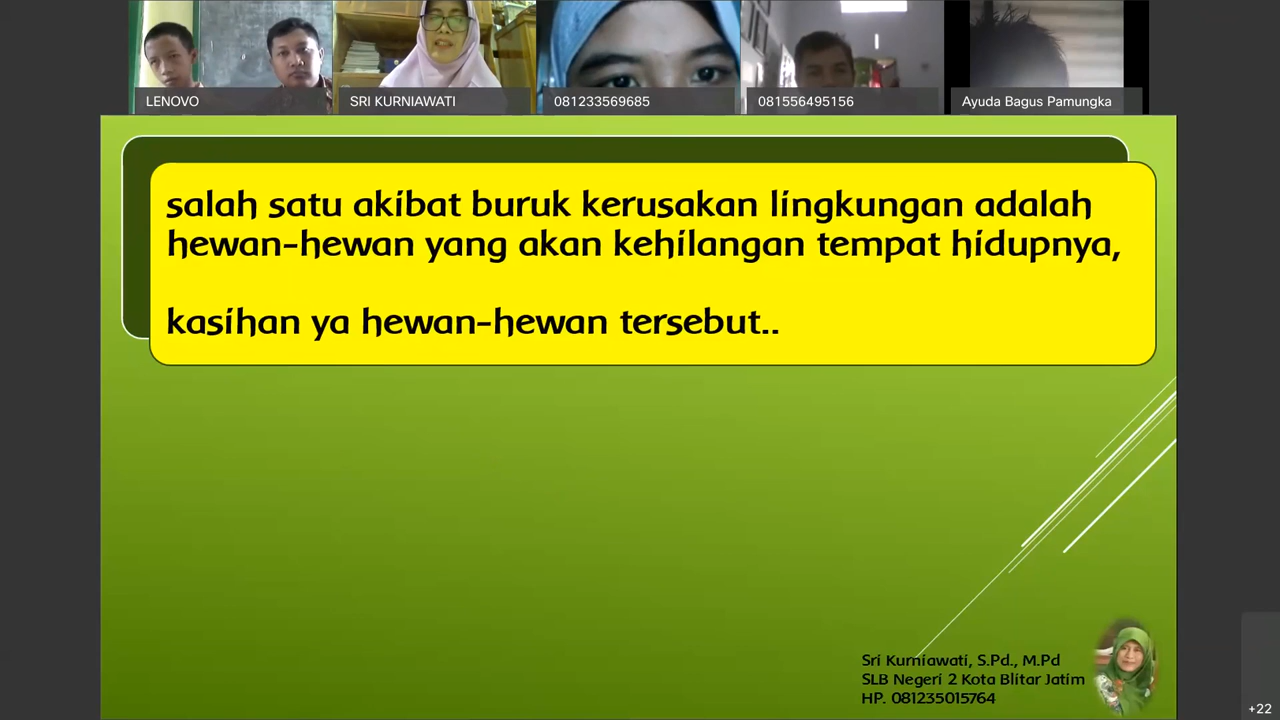 LENOVO
SRI KURNIAWATI
081233569685
081556495156
Ayuda Bagus Pamungka
salah satu akibat buruk kerusakan lingkungan adalah
hewan-hewan yang akan kehilangan tempat hidupnya,
kasihan ya hewan-hewan tersebut..
Sri Kurniawati, S.Pd., M.Pd
SLB Negeri 2 Kota Blitar Jatim
HP. 081235015764
+22